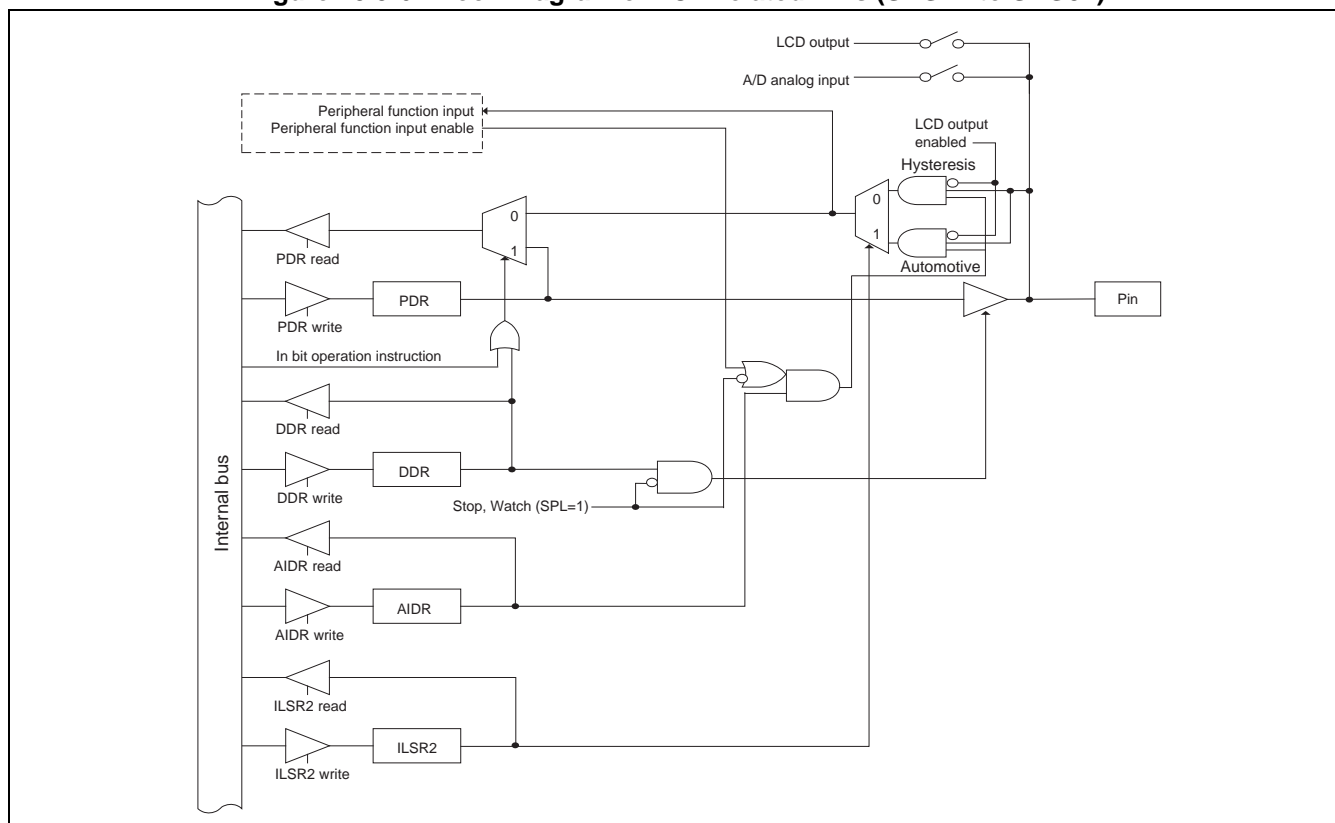 LCD output
A/D analog input
Peripheral function input
Peripheral function input enable
LCD output
enabled
Hysteresis
0
1
Automotive
0
1
PDR read
PDR
PDR write
Pin
In bit operation instruction
DDR read
DDR
DDR write
Stop, Watch (SPL=1)
Internal bus
AIDR read
AIDR
AIDR write
ILSR2 read
ILSR2
ILSR2 write